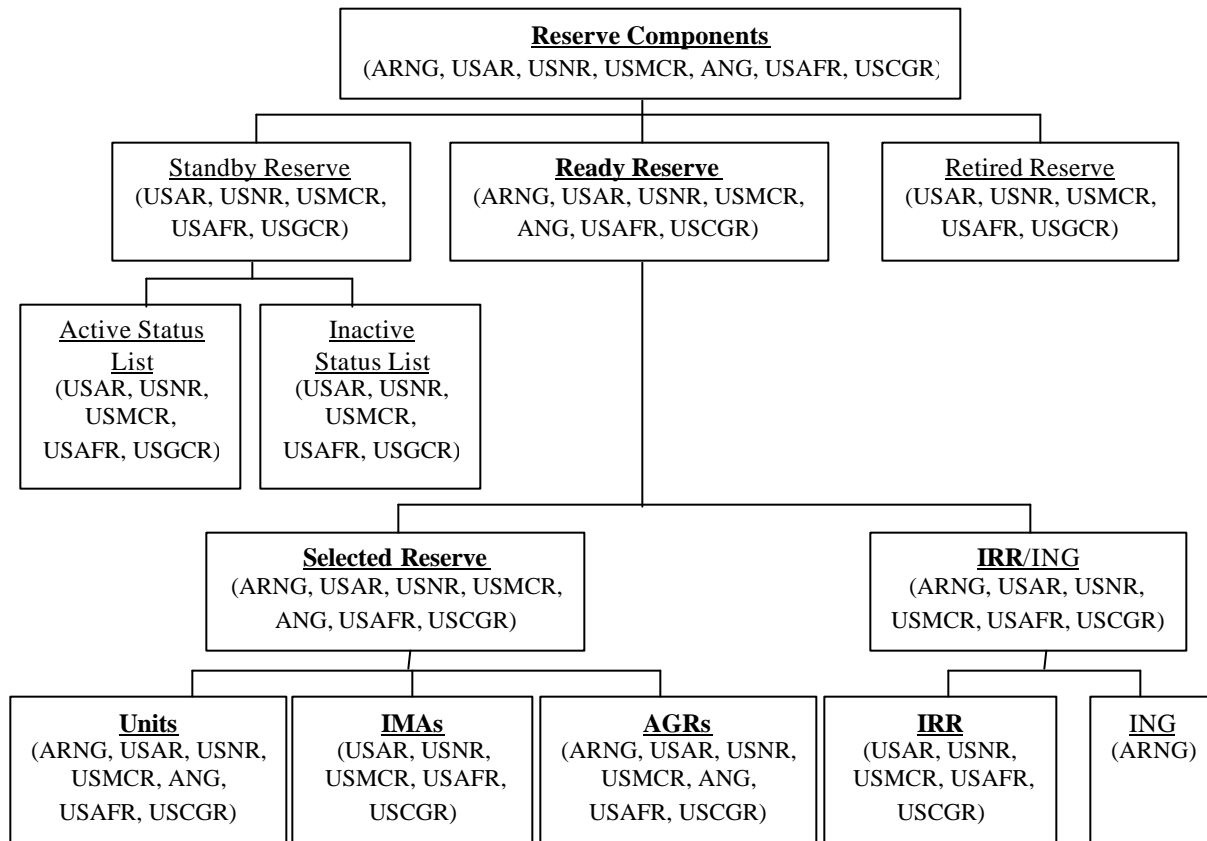 Reserve Components
(ARNG, USAR, USNR, USMCR, ANG, USAFR, USCGR)
Standby Reserve
(USAR, USNR, USMCR,
USAFR, USGCR)
Ready Reserve
(ARNG, USAR, USNR, USMCR,
ANG, USAFR, USCGR)
Retired Reserve
(USAR, USNR, USMCR,
USAFR, USGCR)
Active Status
List
(USAR, USNR,
USMCR,
USAFR, USGCR)
Inactive
Status List
(USAR, USNR,
USMCR,
USAFR, USGCR)
Selected Reserve
(ARNG, USAR, USNR, USMCR,
ANG, USAFR, USCGR)
IRR/ING
(ARNG, USAR, USNR,
USMCR, USAFR, USCGR)
Units
(ARNG, USAR, USNR,
USMCR, ANG,
USAFR, USCGR)
IMAs
(USAR, USNR,
USMCR, USAFR,
USCGR)
AGRs
(ARNG, USAR, USNR,
USMCR, ANG,
USAFR, USCGR)
IRR
(USAR, USNR,
USMCR, USAFR,
USCGR)
ING
(ARNG)